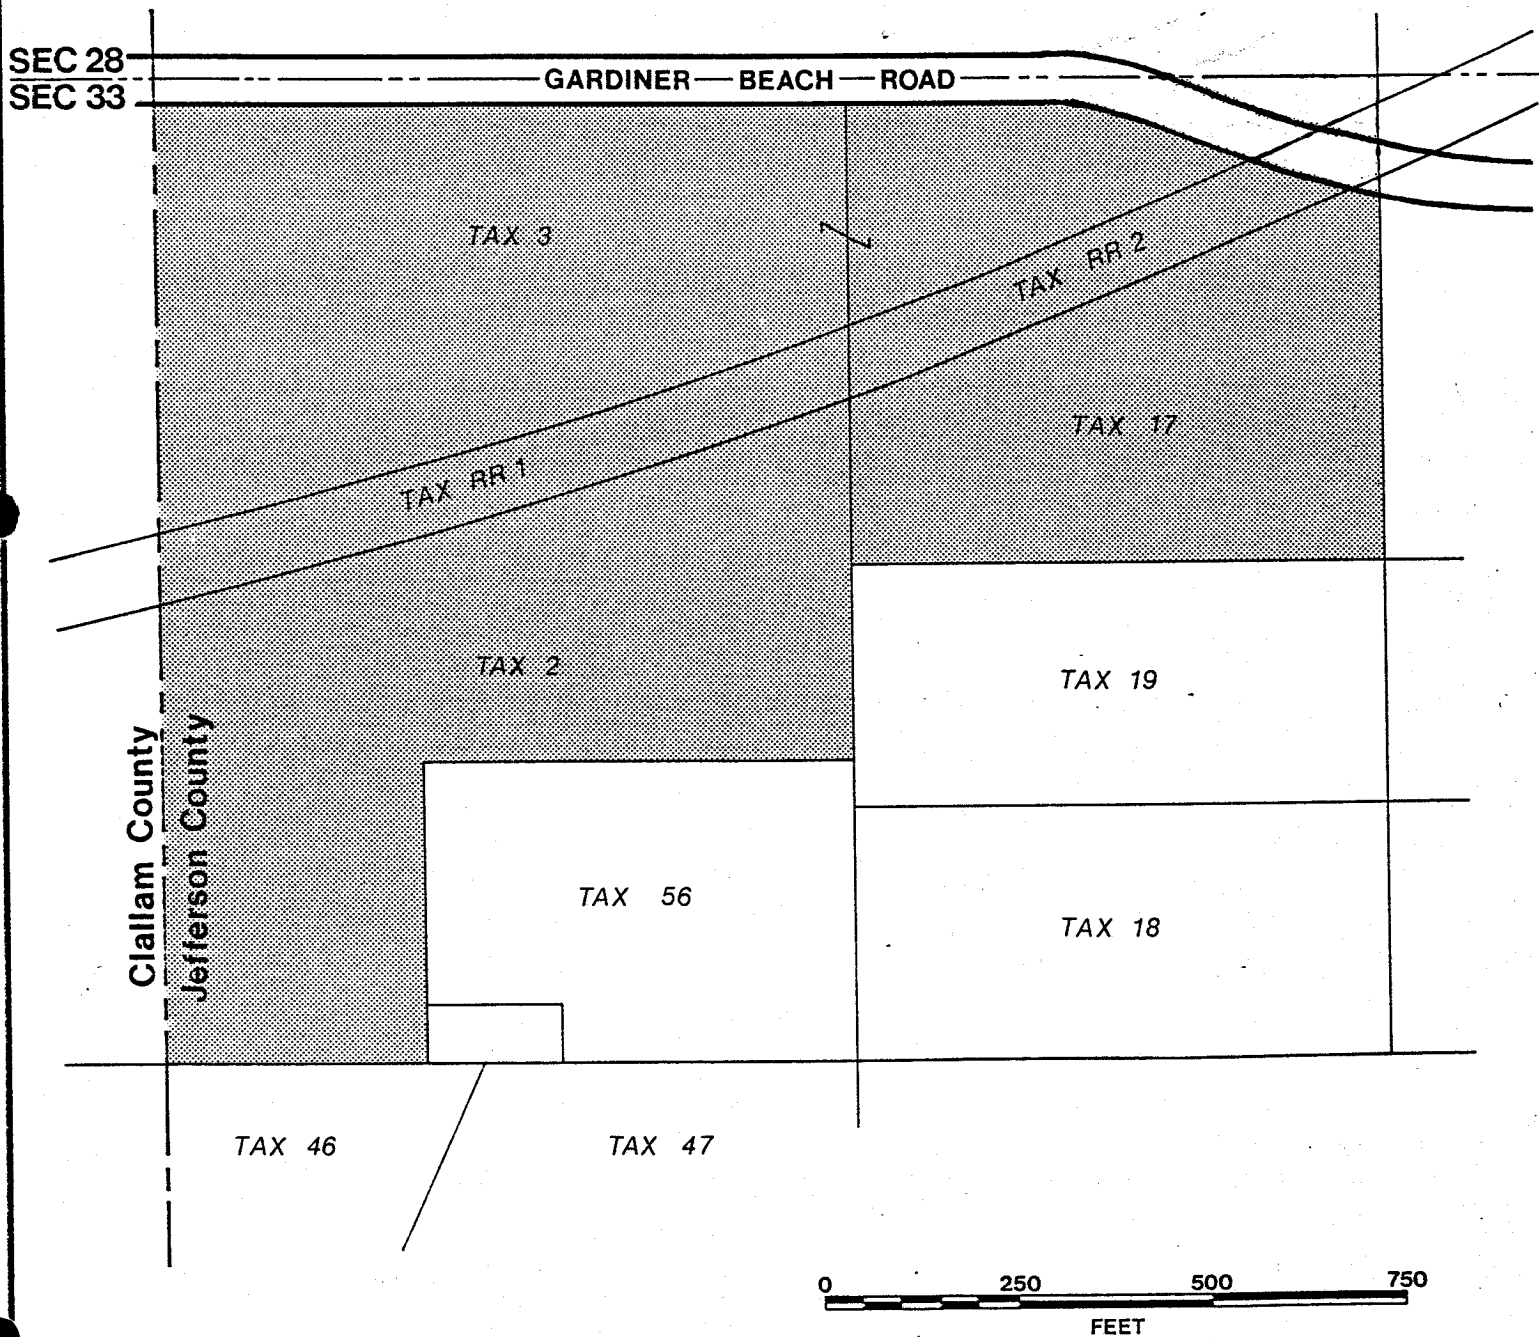 SEC 28
GARDINER BEACH ROAD
SEC 33
TAX 3
TAX RR 2
TAX 17
TAX RR 1
TAX 2
TAX 19
Clallam County
Jefferson County
TAX 56
TAX 18
TAX 46
TAX 47
0 250 500 750
FEET